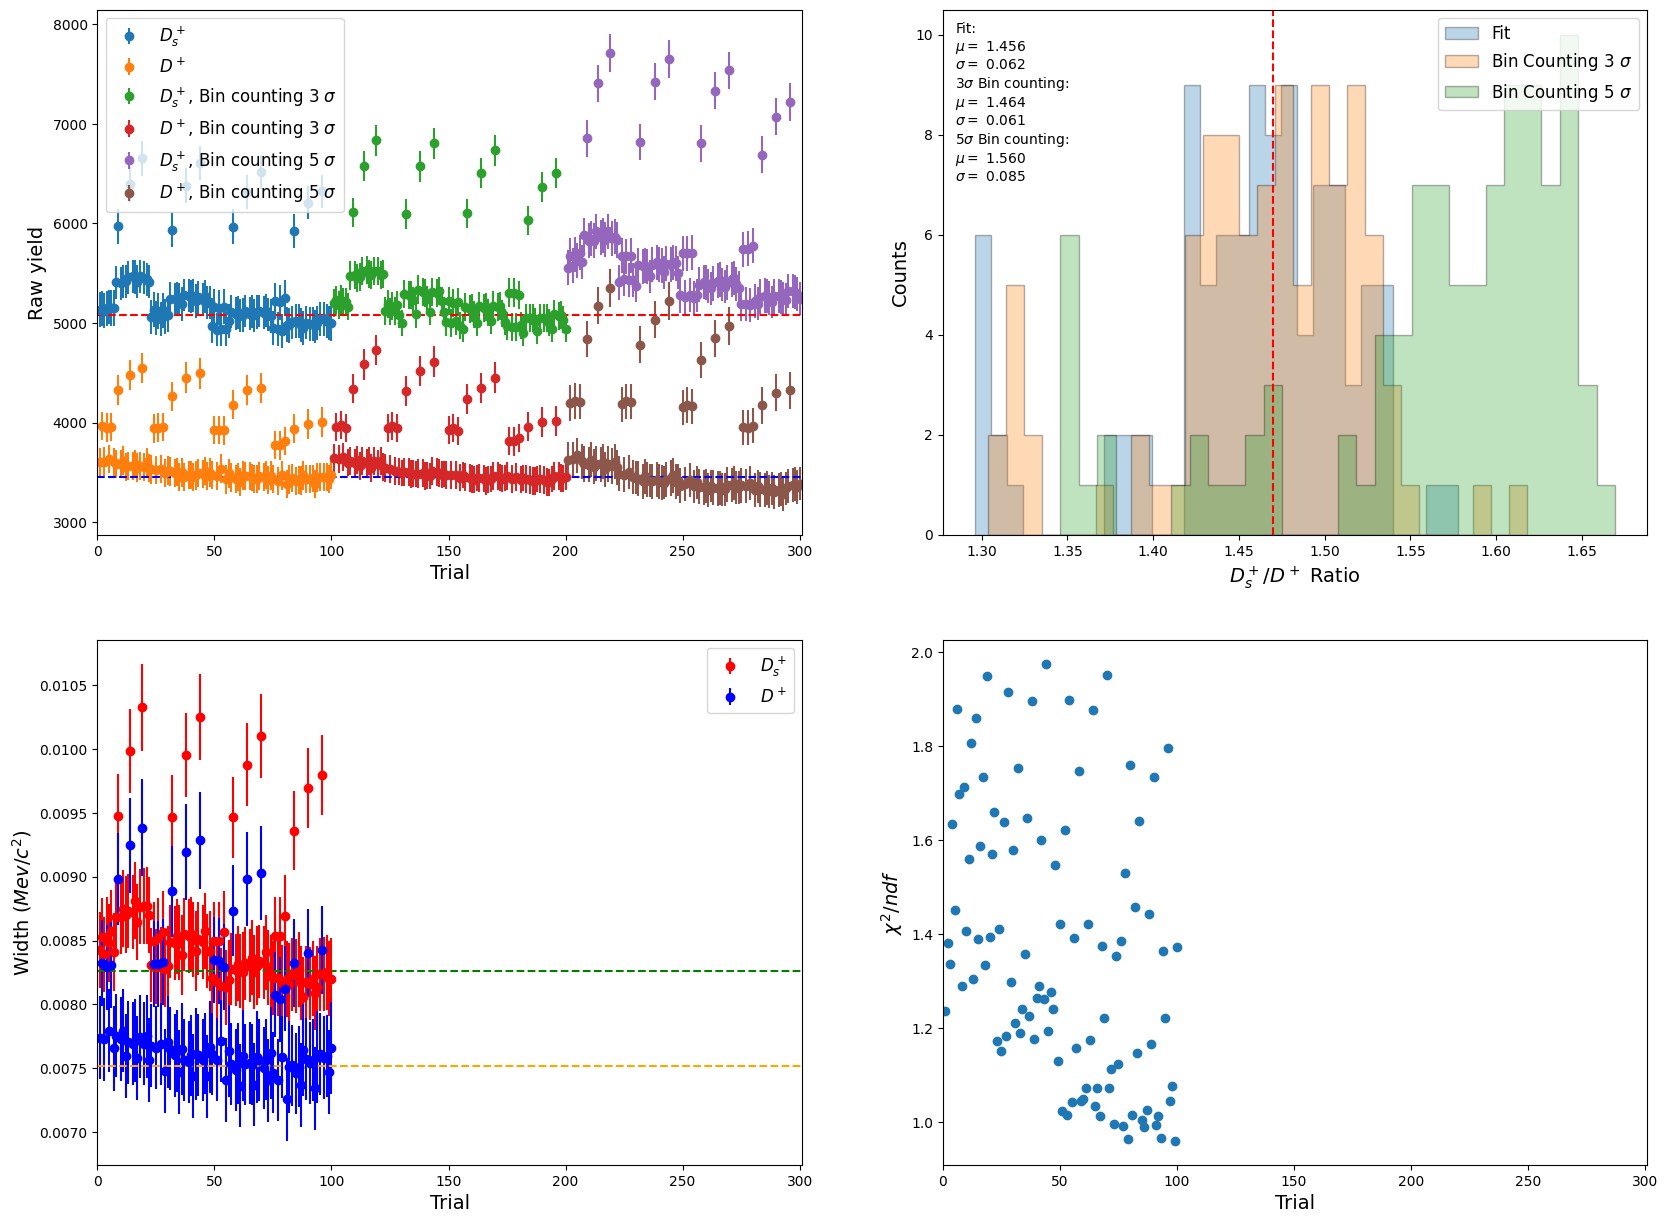 8000
7000
6000
5000
4000
3000
Raw yield
0 50 100 150 200 250 300
Trial
D_s^+
D^+
D_s^+, Bin counting 3 σ
D^+, Bin counting 3 σ
D_s^+, Bin counting 5 σ
D^+, Bin counting 5 σ
10
8
6
4
2
0
Counts
1.30 1.35 1.40 1.45 1.50 1.55 1.60 1.65
D_s^+/D^+ Ratio
Fit:
μ = 1.456
σ = 0.062
3σ Bin counting:
μ = 1.464
σ = 0.061
5σ Bin counting:
μ = 1.560
σ = 0.085
Fit
Bin Counting 3 σ
Bin Counting 5 σ
0.0105
0.0100
0.0095
0.0090
0.0085
0.0080
0.0075
0.0070
Width (Mev/c^2)
0 50 100 150 200 250 300
Trial
D_s^+
D^+
2.0
1.8
1.6
1.4
1.2
1.0
χ^2/ndf
0 50 100 150 200 250 300
Trial